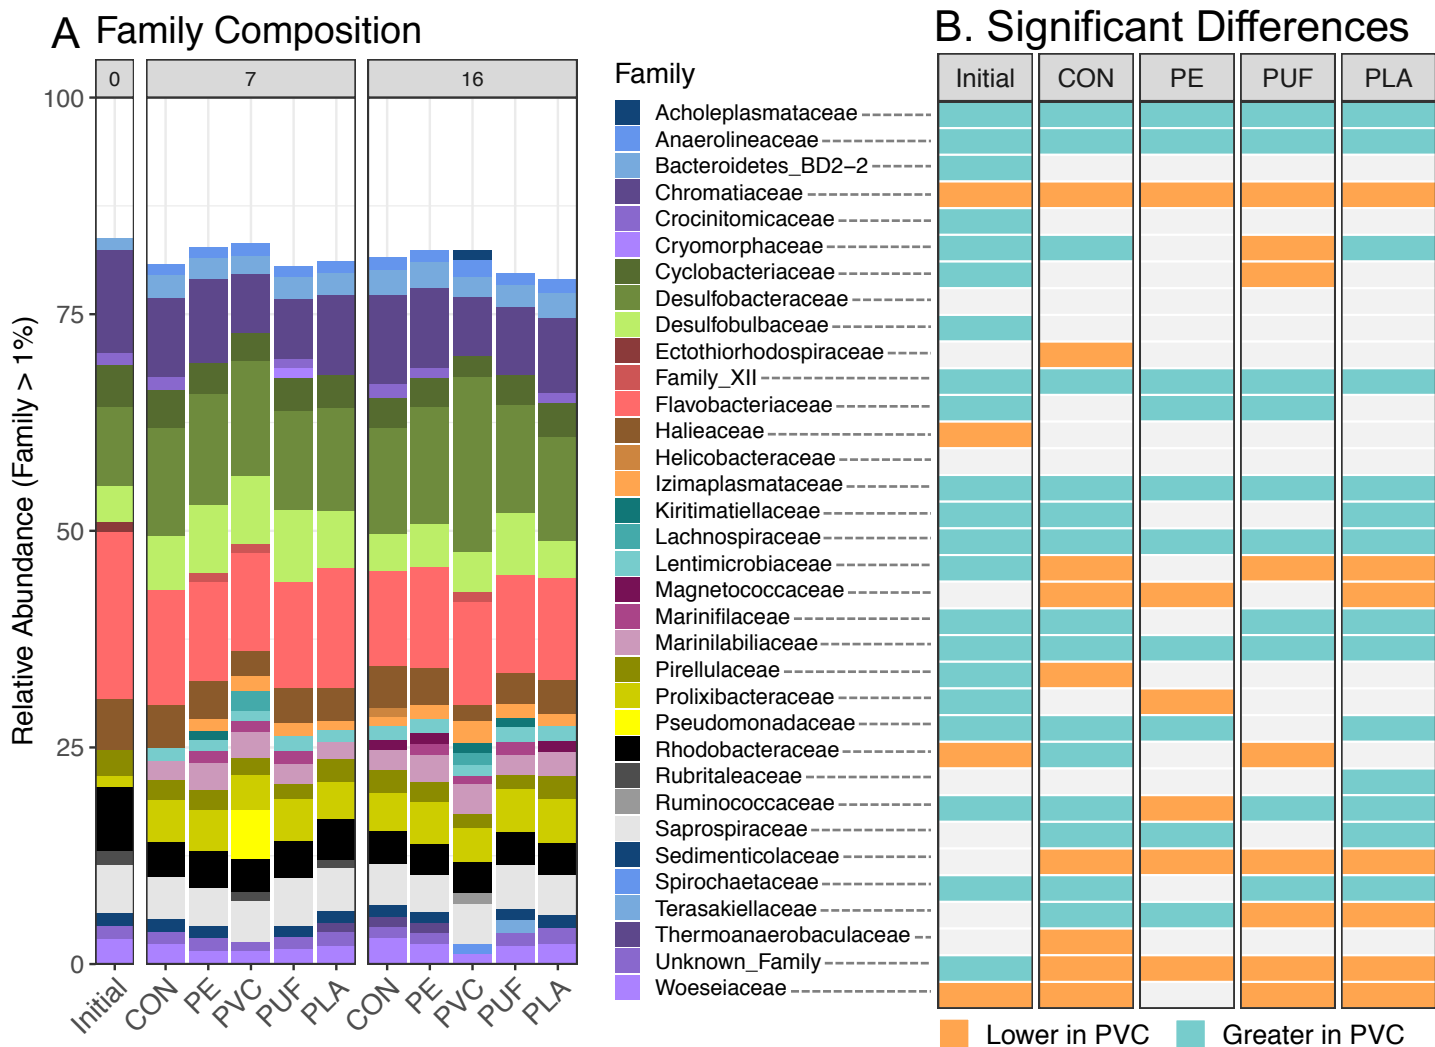 A Family Composition
B. Significant Differences
0
7
16
Family
Initial
CON
PE
PUF
PLA
100
75
50
25
0
Relative Abundance (Family > 1%)
Initial
CON
PE
PVC
PUF
PLA
CON
PE
PVC
PUF
PLA
Acholeplasmataceae
Anaerolineaceae
Bacteroidetes_BD2-2
Chromatiaceae
Crocinitomicaceae
Cryomorphaceae
Cyclobacteriaceae
Desulfobacteraceae
Desulfobulbaceae
Ectothiorhodospiraceae
Family_XII
Flavobacteriaceae
Halieaceae
Helicobacteraceae
Izimaplasmataceae
Kiritimatiellaceae
Lachnospiraceae
Lentimicrobiaceae
Magnetococcaceae
Marinifilaceae
Marinilabiliaceae
Pirellulaceae
Prolixibacteraceae
Pseudomonadaceae
Rhodobacteraceae
Rubritaleaceae
Ruminococcaceae
Saprospiraceae
Sedimenticolaceae
Spirochaetaceae
Terasakiellaceae
Thermoanaerobaculaceae
Unknown_Family
Woeseiaceae
Lower in PVC
Greater in PVC